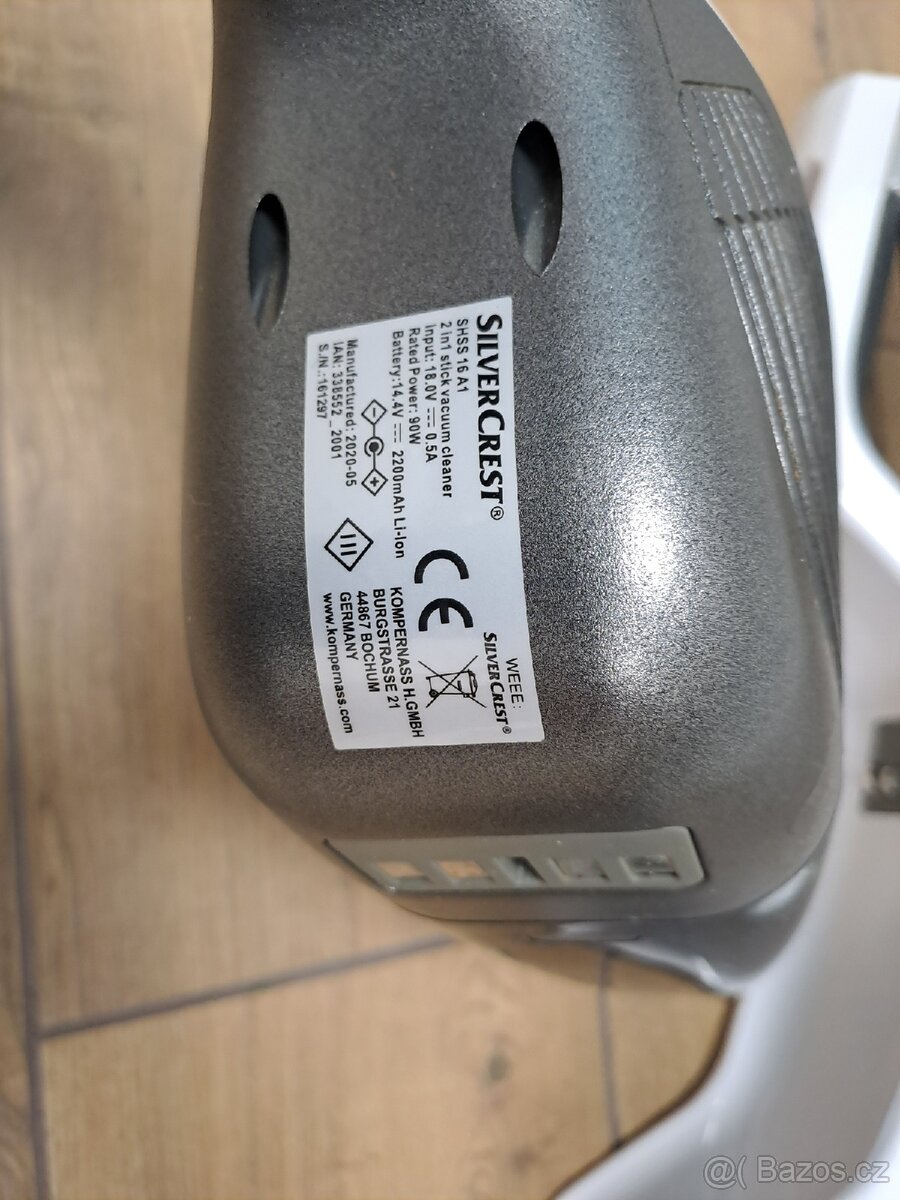 SILVERCREST®
SHSS 16 A1
2 in1 stick vacuum cleaner
Input: 18.0V 0.5A
Rated Power: 90W
Battery:14.4V 2200mAh Li-Ion
Manufactured: 2020-05
IAN: 338552_2001
S./N.:161297
CE
WEEE:
SILVERCREST®
KOMPERNASS H.GMBH
BURGSTRASSE 21
44867 BOCHUM
GERMANY
www.kompernass.com
@( Bazos.cz